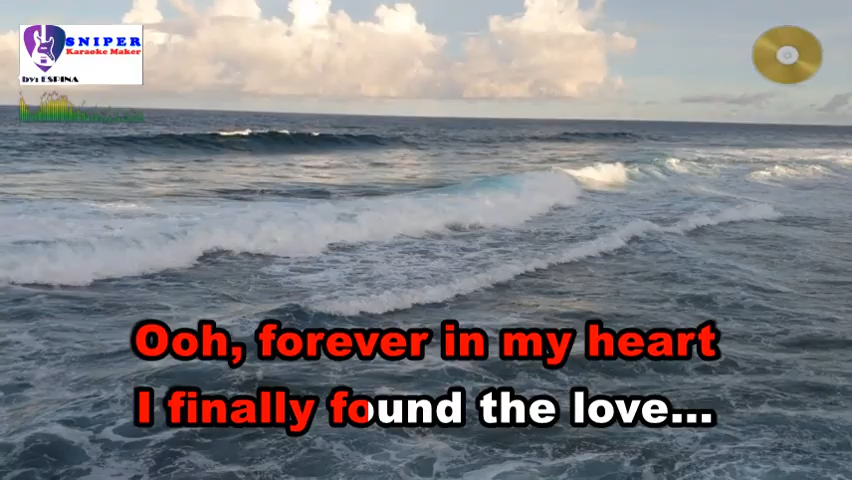 SNIPER
Karaoke Maker
by: ESPINA
Ooh, forever in my heart
I finally found the love...